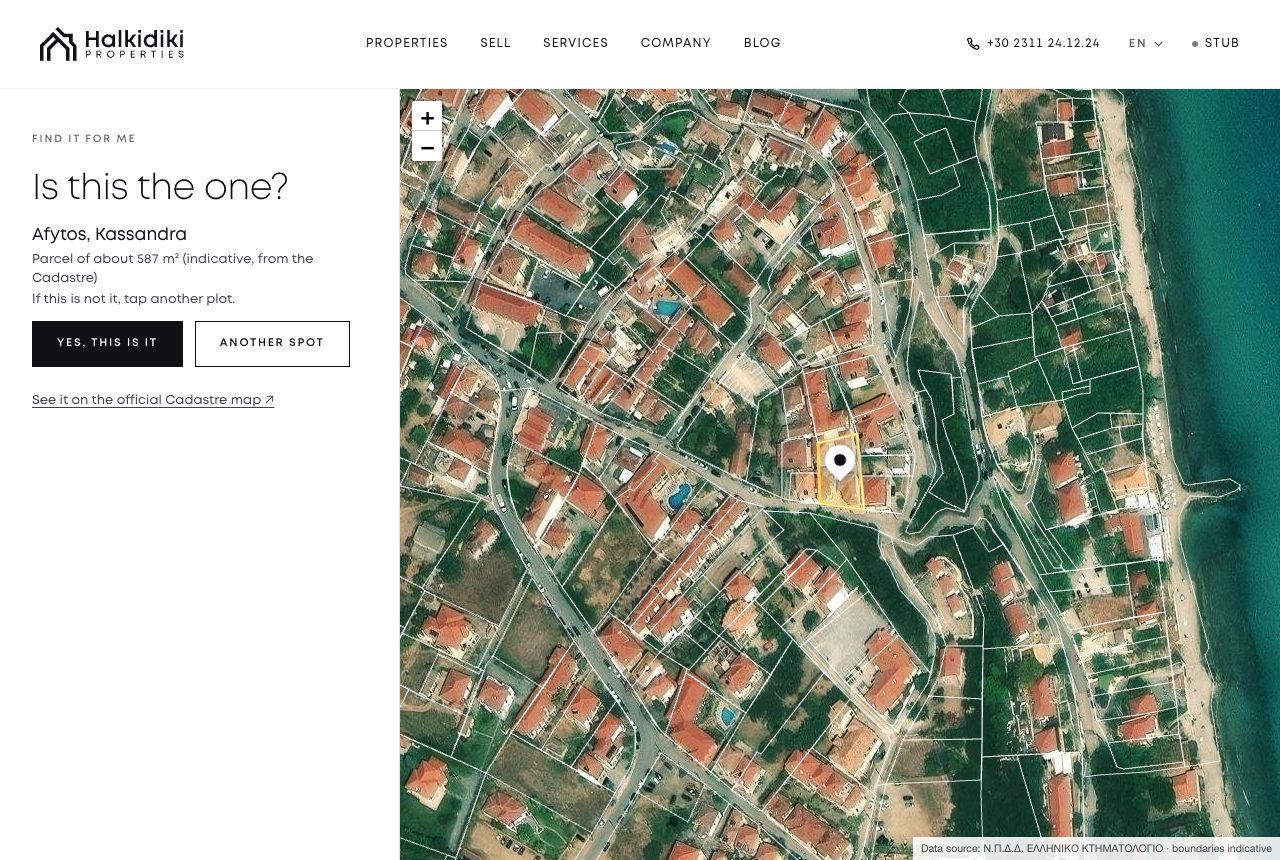 Halkidiki
PROPERTIES
PROPERTIES
SELL
SERVICES
COMPANY
BLOG
+30 2311 24.12.24
EN
STUB
FIND IT FOR ME
Is this the one?
Afytos, Kassandra
Parcel of about 587 m² (indicative, from the
Cadastre)
If this is not it, tap another plot.
YES, THIS IS IT
ANOTHER SPOT
See it on the official Cadastre map ↗
+
−
Data source: Ν.Π.Δ.Δ. ΕΛΛΗΝΙΚΟ ΚΤΗΜΑΤΟΛΟΓΙΟ · boundaries indicative